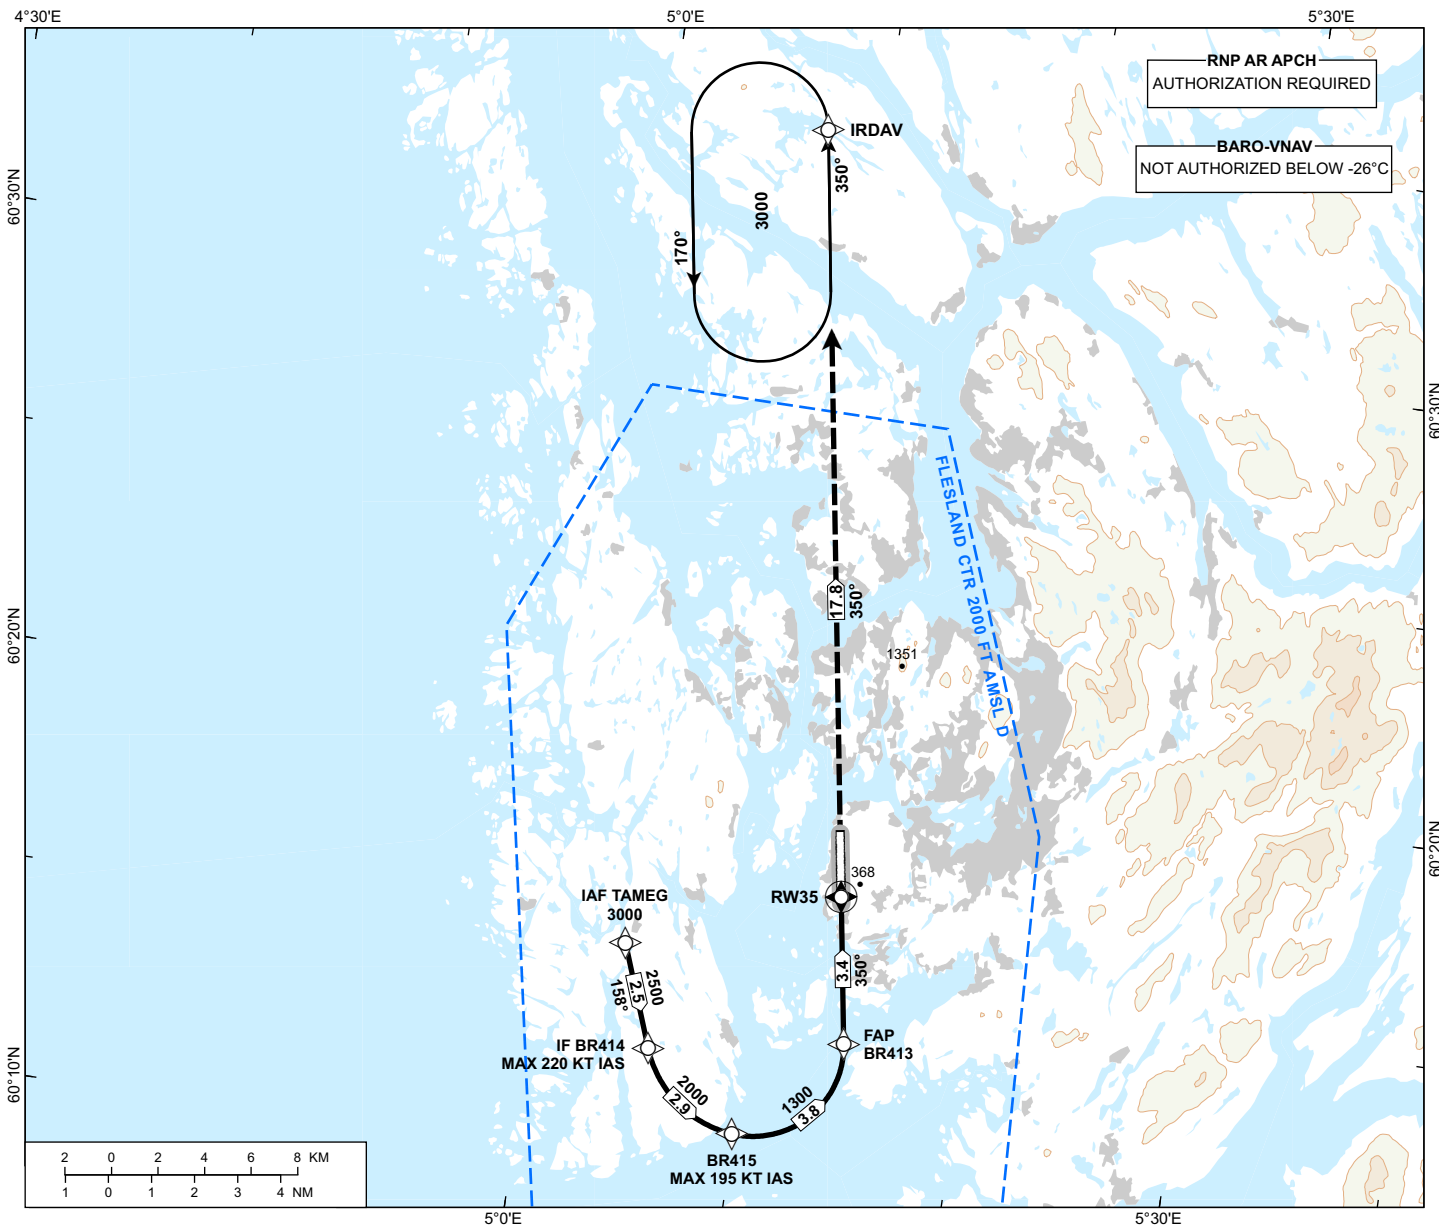 4°30'E
5°0'E
5°30'E
RNP AR APCH
AUTHORIZATION REQUIRED
BARO-VNAV
NOT AUTHORIZED BELOW -26°C
IRDAV
350°
3000
170°
60°30'N
60°30'N
FLESLAND CTR 2000 FT AMSL D
17.8
350°
60°20'N
1351
60°20'N
368
RW35
IAF TAMEG
3000
2500
2.5
158°
3.4
350°
IF BR414
MAX 220 KT IAS
FAP
BR413
2000
2.9
1300
3.8
60°10'N
BR415
MAX 195 KT IAS
2 0 2 4 6 8 KM
1 0 1 2 3 4 NM
5°0'E
5°30'E